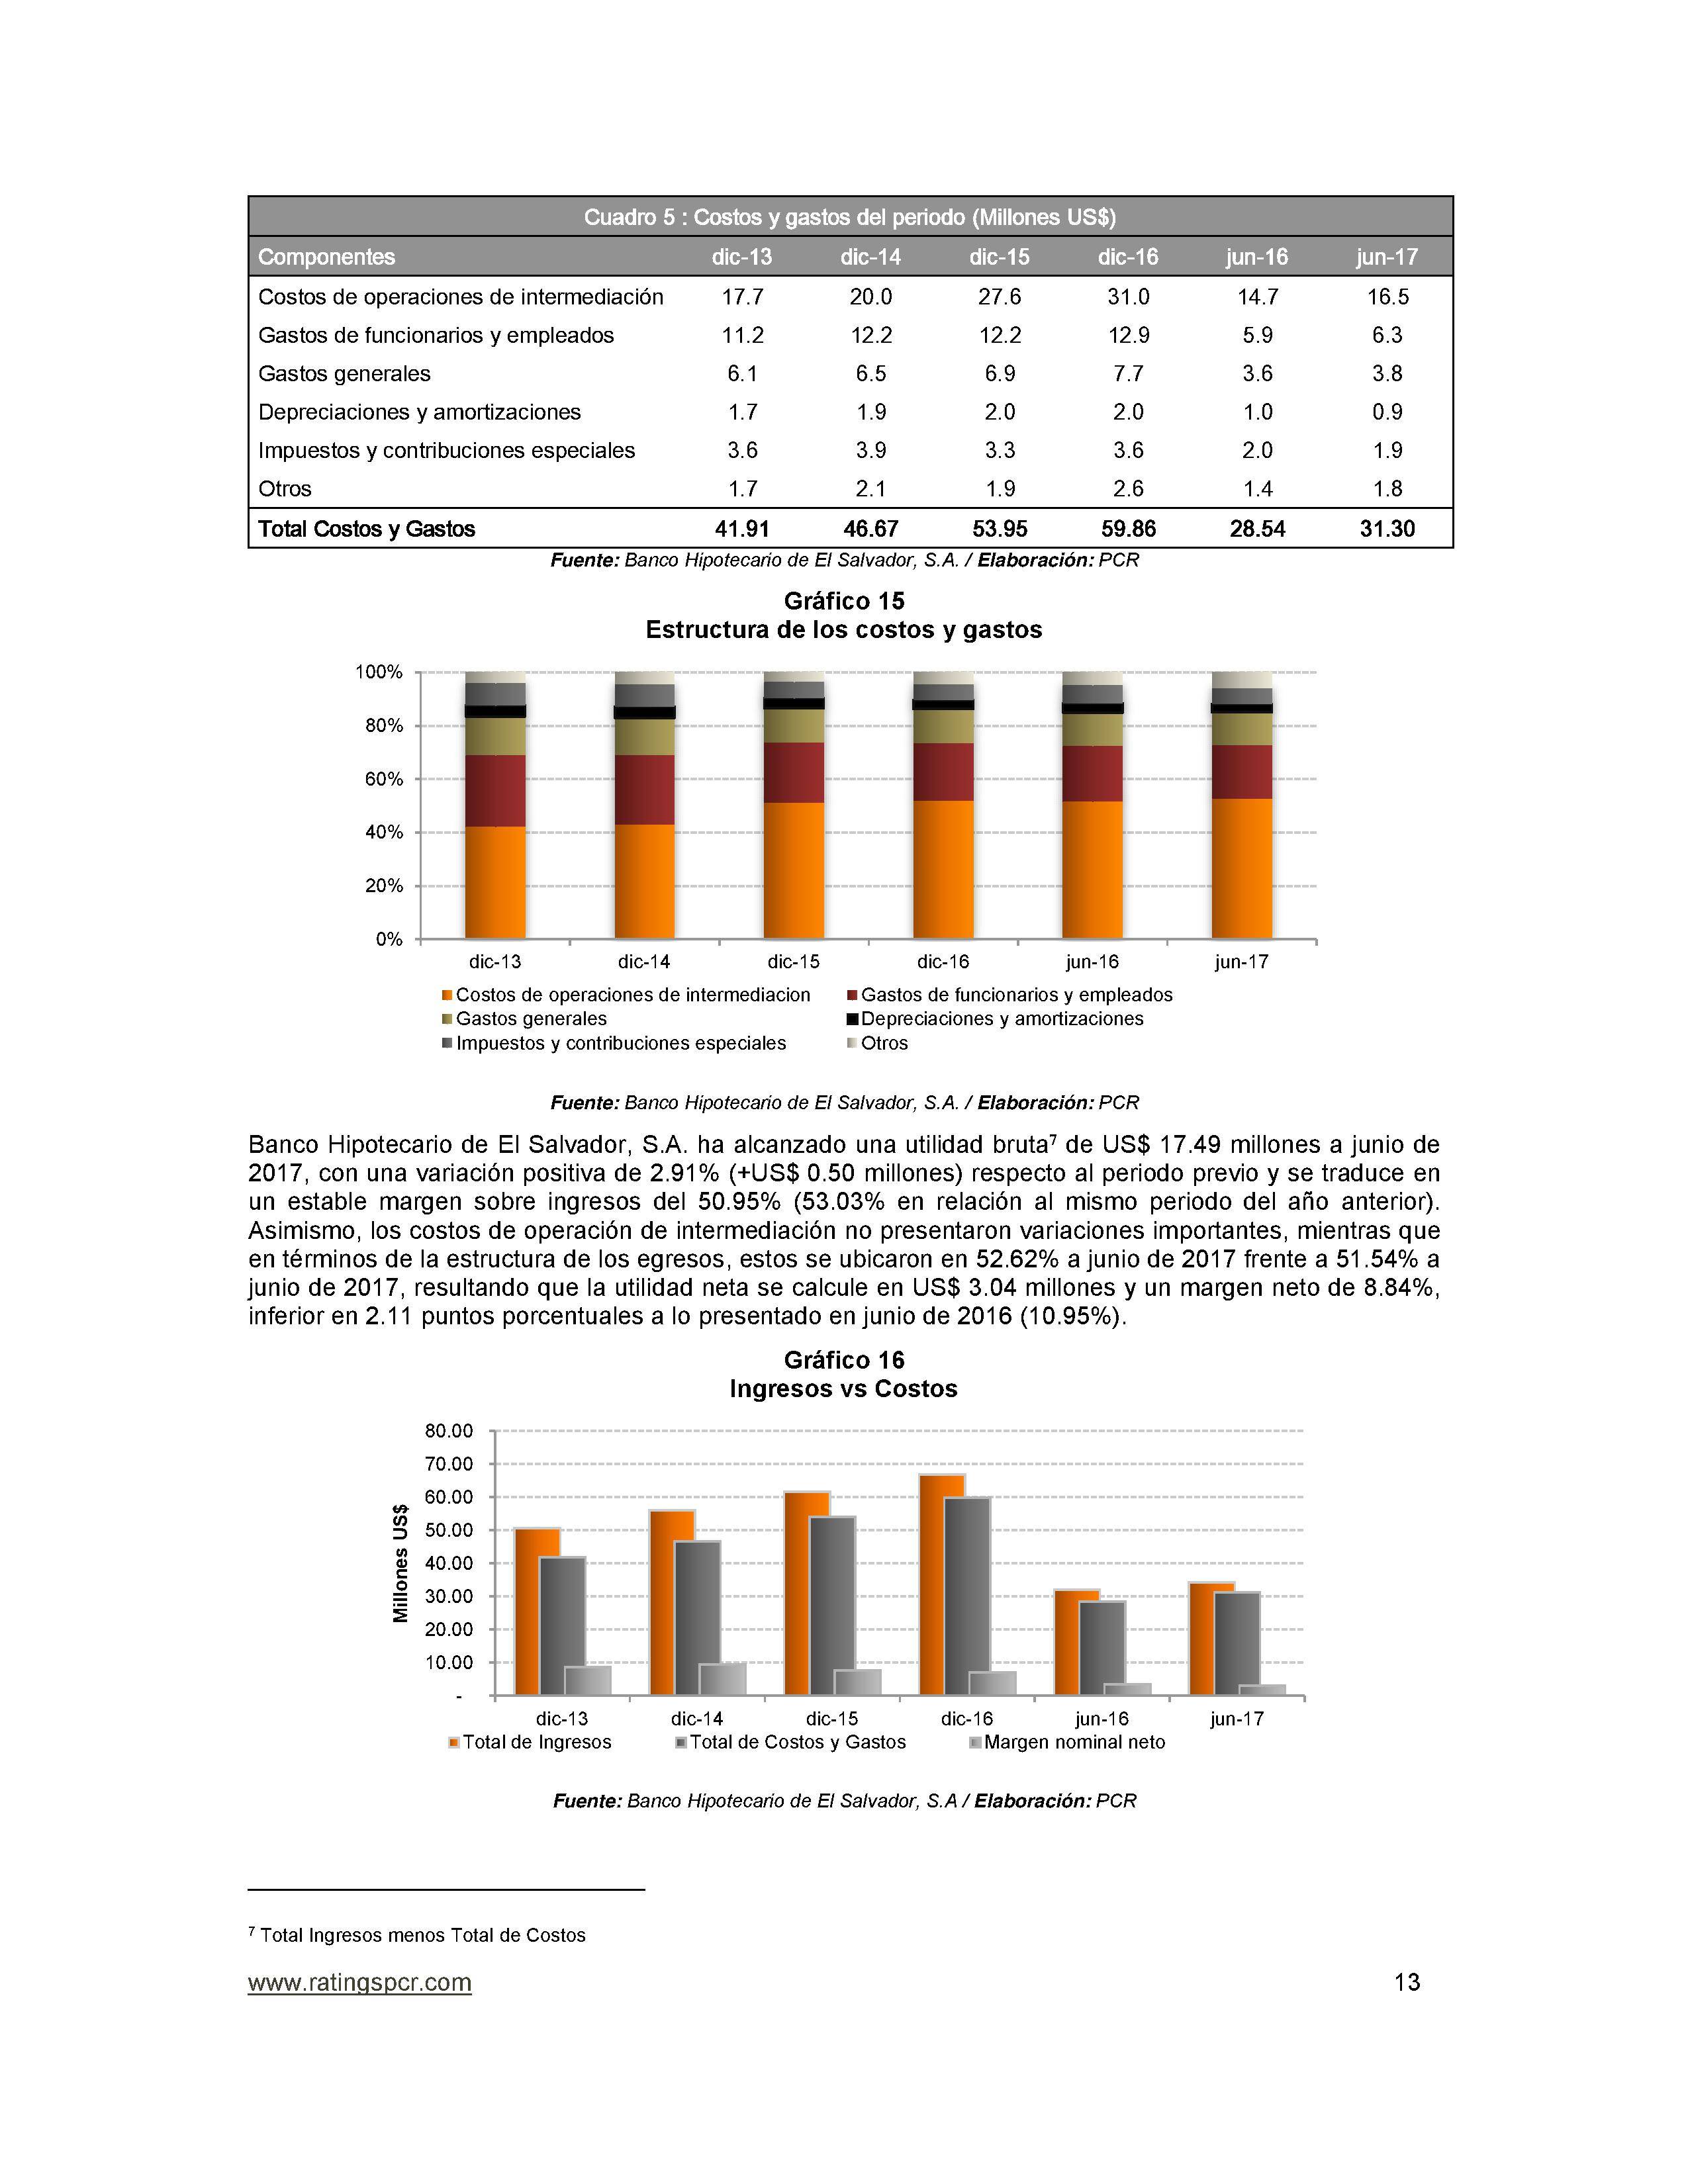 Cuadro 5 : Costos y gastos del periodo (Millones US$)
Componentes dic-13 dic-14 dic-15 dic-16 jun-16 jun-17
Costos de operaciones de intermediación 17.7 20.0 27.6 31.0 14.7 16.5
Gastos de funcionarios y empleados 11.2 12.2 12.2 12.9 5.9 6.3
Gastos generales 6.1 6.5 6.9 7.7 3.6 3.8
Depreciaciones y amortizaciones 1.7 1.9 2.0 2.0 1.0 0.9
Impuestos y contribuciones especiales 3.6 3.9 3.3 3.6 2.0 1.9
Otros 1.7 2.1 1.9 2.6 1.4 1.8
Total Costos y Gastos 41.91 46.67 53.95 59.86 28.54 31.30
Fuente: Banco Hipotecario de El Salvador, S.A. / Elaboración: PCR
Gráfico 15
Estructura de los costos y gastos
100%
80%
60%
40%
20%
0%
dic-13 dic-14 dic-15 dic-16 jun-16 jun-17
Costos de operaciones de intermediacion Gastos de funcionarios y empleados
Gastos generales Depreciaciones y amortizaciones
Impuestos y contribuciones especiales Otros
Fuente: Banco Hipotecario de El Salvador, S.A. / Elaboración: PCR
Banco Hipotecario de El Salvador, S.A. ha alcanzado una utilidad bruta⁷ de US$ 17.49 millones a junio de
2017, con una variación positiva de 2.91% (+US$ 0.50 millones) respecto al periodo previo y se traduce en
un estable margen sobre ingresos del 50.95% (53.03% en relación al mismo periodo del año anterior).
Asimismo, los costos de operación de intermediación no presentaron variaciones importantes, mientras que
en términos de la estructura de los egresos, estos se ubicaron en 52.62% a junio de 2017 frente a 51.54% a
junio de 2017, resultando que la utilidad neta se calcule en US$ 3.04 millones y un margen neto de 8.84%,
inferior en 2.11 puntos porcentuales a lo presentado en junio de 2016 (10.95%).
Gráfico 16
Ingresos vs Costos
Millones US$
80.00
70.00
60.00
50.00
40.00
30.00
20.00
10.00
-
dic-13 dic-14 dic-15 dic-16 jun-16 jun-17
Total de Ingresos Total de Costos y Gastos Margen nominal neto
Fuente: Banco Hipotecario de El Salvador, S.A / Elaboración: PCR
⁷ Total Ingresos menos Total de Costos
www.ratingspcr.com 13